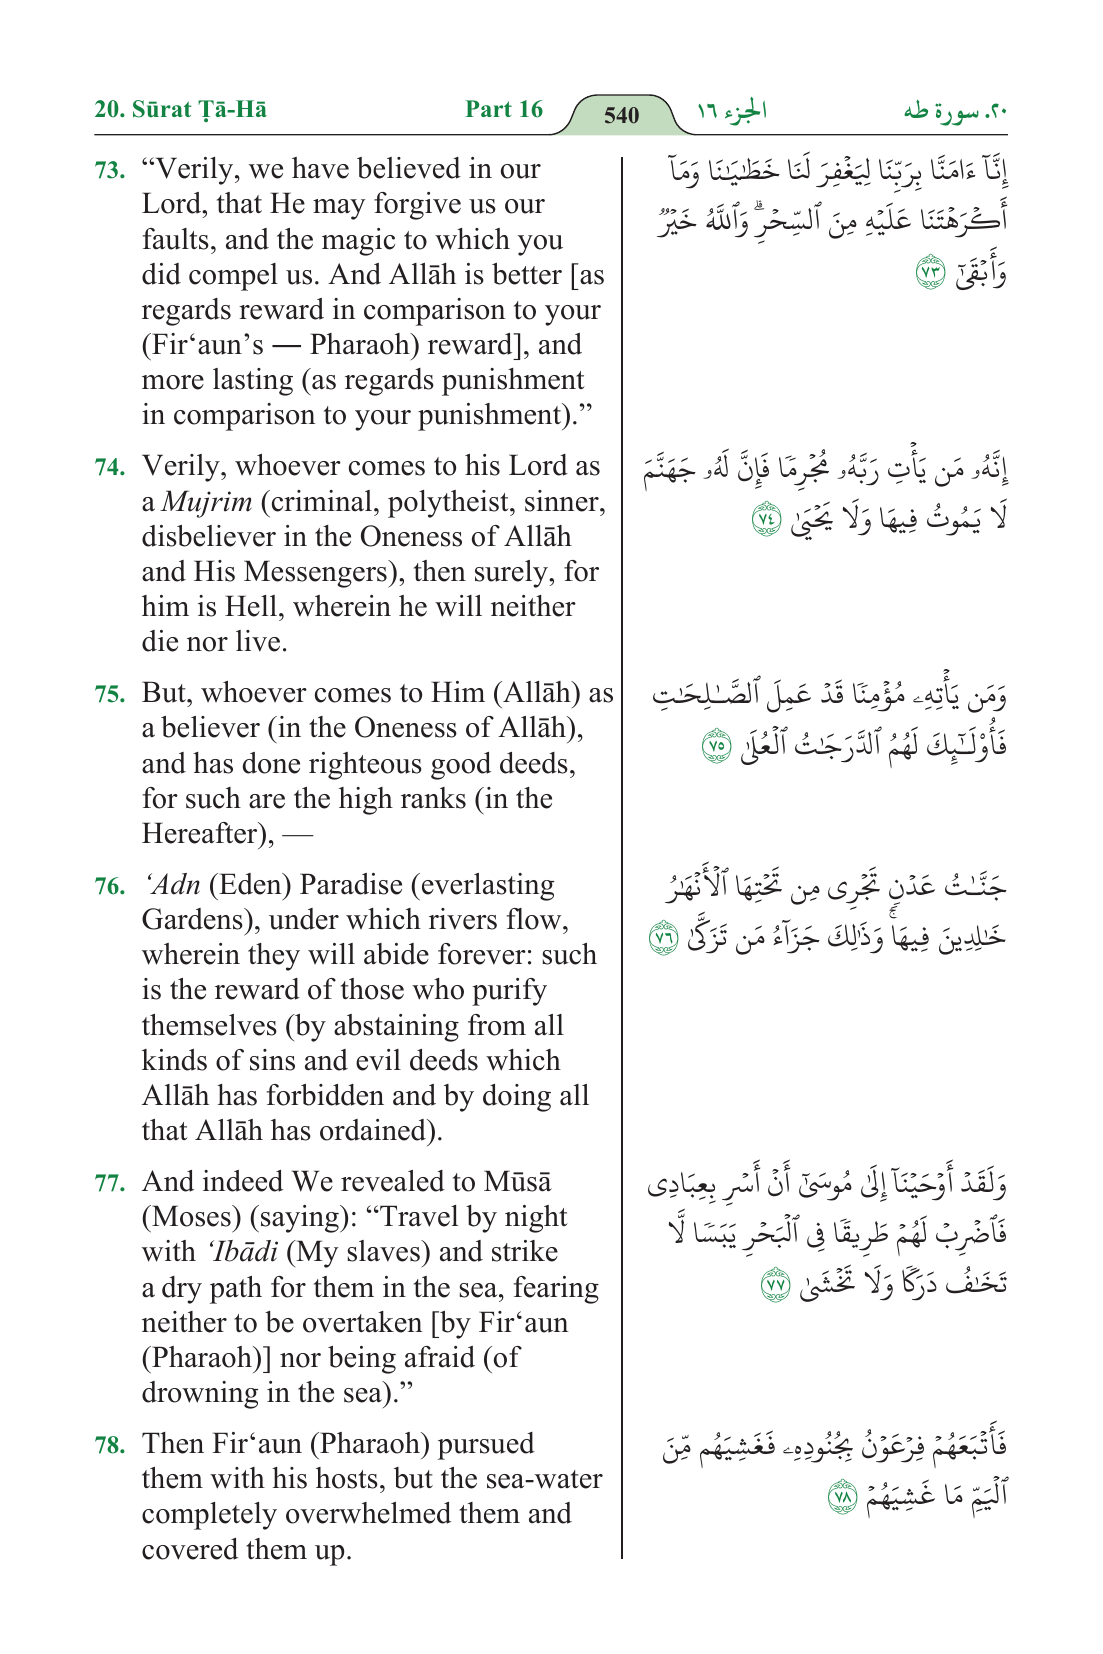 20. Sūrat Ṭā-Hā Part 16 540 الجزء ١٦ ٢٠. سورة طه
73. “Verily, we have believed in our
Lord, that He may forgive us our
faults, and the magic to which you
did compel us. And Allāh is better [as
regards reward in comparison to your
(Fir‘aun’s — Pharaoh) reward], and
more lasting (as regards punishment
in comparison to your punishment).”
إِنَّآ ءَامَنَّا بِرَبِّنَا لِيَغْفِرَ لَنَا خَطَـٰيَـٰنَا وَمَآ
أَكْرَهْتَنَا عَلَيْهِ مِنَ ٱلسِّحْرِ ۗ وَٱللَّهُ خَيْرٌ
وَأَبْقَىٰٓ ٧٣
74. Verily, whoever comes to his Lord as
a Mujrim (criminal, polytheist, sinner,
disbeliever in the Oneness of Allāh
and His Messengers), then surely, for
him is Hell, wherein he will neither
die nor live.
إِنَّهُۥ مَن يَأْتِ رَبَّهُۥ مُجْرِمًا فَإِنَّ لَهُۥ جَهَنَّمَ
لَا يَمُوتُ فِيهَا وَلَا يَحْيَىٰ ٧٤
75. But, whoever comes to Him (Allāh) as
a believer (in the Oneness of Allāh),
and has done righteous good deeds,
for such are the high ranks (in the
Hereafter), —
وَمَن يَأْتِهِۦ مُؤْمِنًا قَدْ عَمِلَ ٱلصَّـٰلِحَـٰتِ
فَأُو۟لَـٰٓئِكَ لَهُمُ ٱلدَّرَجَـٰتُ ٱلْعُلَىٰ ٧٥
76. ‘Adn (Eden) Paradise (everlasting
Gardens), under which rivers flow,
wherein they will abide forever: such
is the reward of those who purify
themselves (by abstaining from all
kinds of sins and evil deeds which
Allāh has forbidden and by doing all
that Allāh has ordained).
جَنَّـٰتُ عَدْنٍ تَجْرِى مِن تَحْتِهَا ٱلْأَنْهَـٰرُ
خَـٰلِدِينَ فِيهَا ۚ وَذَٰلِكَ جَزَآءُ مَن تَزَكَّىٰ ٧٦
77. And indeed We revealed to Mūsā
(Moses) (saying): “Travel by night
with ‘Ibādi (My slaves) and strike
a dry path for them in the sea, fearing
neither to be overtaken [by Fir‘aun
(Pharaoh)] nor being afraid (of
drowning in the sea).”
وَلَقَدْ أَوْحَيْنَآ إِلَىٰ مُوسَىٰٓ أَنْ أَسْرِ بِعِبَادِى
فَٱضْرِبْ لَهُمْ طَرِيقًا فِى ٱلْبَحْرِ يَبَسًا لَّا
تَخَـٰفُ دَرَكًا وَلَا تَخْشَىٰ ٧٧
78. Then Fir‘aun (Pharaoh) pursued
them with his hosts, but the sea-water
completely overwhelmed them and
covered them up.
فَأَتْبَعَهُمْ فِرْعَوْنُ بِجُنُودِهِۦ فَغَشِيَهُم مِّنَ
ٱلْيَمِّ مَا غَشِيَهُمْ ٧٨